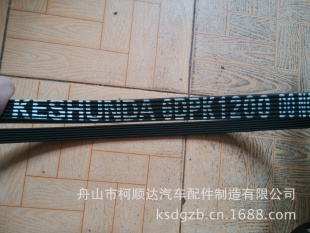 KESHUNDA 6DPK1200
舟山市柯顺达汽车配件制造有限公司
ksdgzb.cn.1688.com